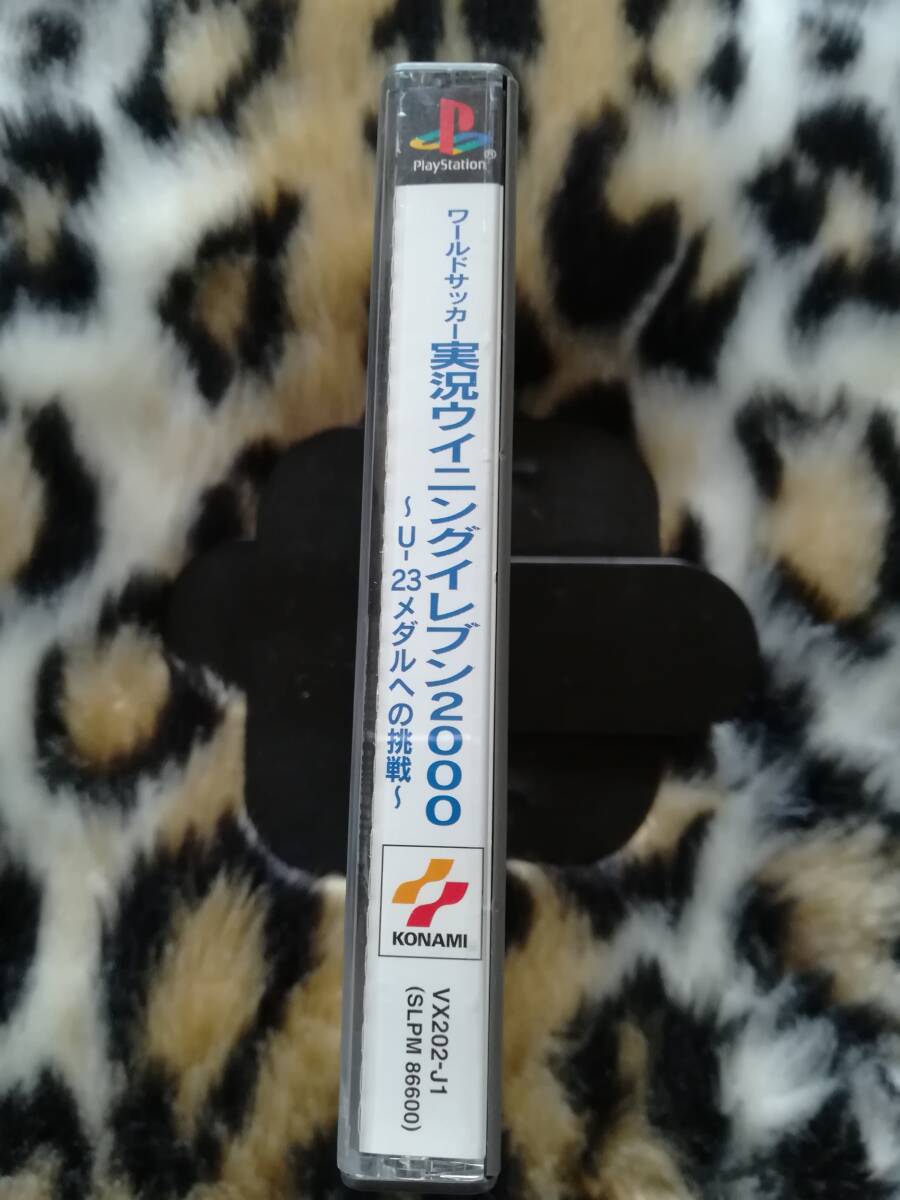 PlayStation®
ワールドサッカー実況ウイニングイレブン2000
～U-23メダルへの挑戦～
KONAMI
VX202-J1
(SLPM 86600)